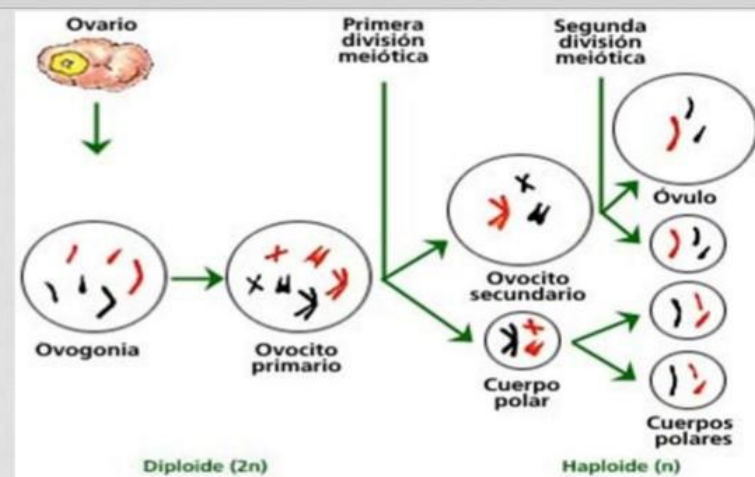 Ovario
Primera
división
meiótica
Segunda
división
meiótica
Óvulo
Ovocito
secundario
Ovogonia
Ovocito
primario
Cuerpo
polar
Cuerpos
polares
Diploide (2n)
Haploide (n)